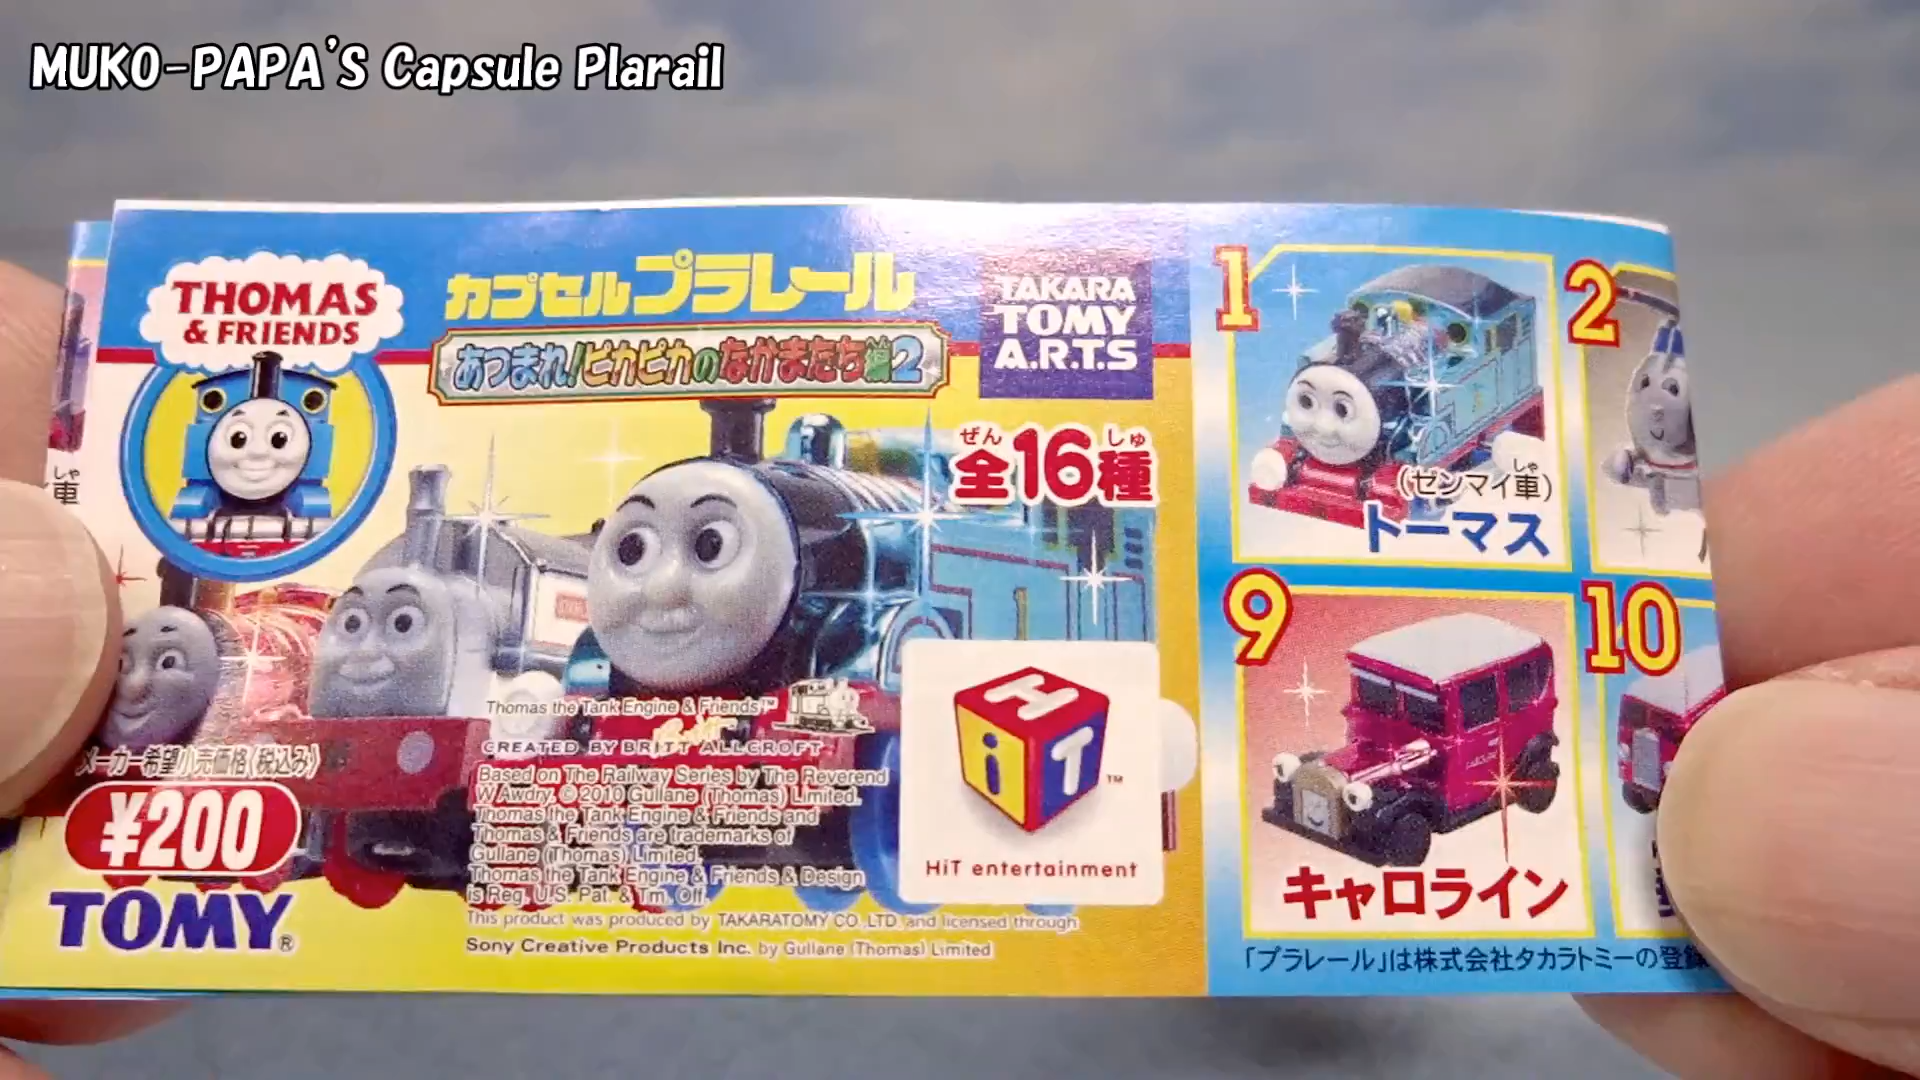 MUKO-PAPA'S Capsule Plarail
THOMAS
& FRIENDS
カプセルプラレール
あつまれ!ピカピカのなかまたち編2
TAKARA
TOMY
A.R.T.S
ぜん しゅ
全16種
しゃ
車
メーカー希望小売価格(税込み)
¥200
TOMY®
Thomas the Tank Engine & Friends™
CREATED BY BRITT ALLCROFT
Based on The Railway Series by The Reverend
W Awdry. © 2010 Gullane (Thomas) Limited.
Thomas the Tank Engine & Friends and
Thomas & Friends are trademarks of
Gullane (Thomas) Limited.
Thomas the Tank Engine & Friends & Design
is Reg. U.S. Pat. & Tm. Off.
This product was produced by TAKARATOMY CO.,LTD. and licensed through
Sony Creative Products Inc. by Gullane (Thomas) Limited
HiT
™
HiT entertainment
1
しゃ
(ゼンマイ車)
トーマス
2
9
キャロライン
10
「プラレール」は株式会社タカラトミーの登録